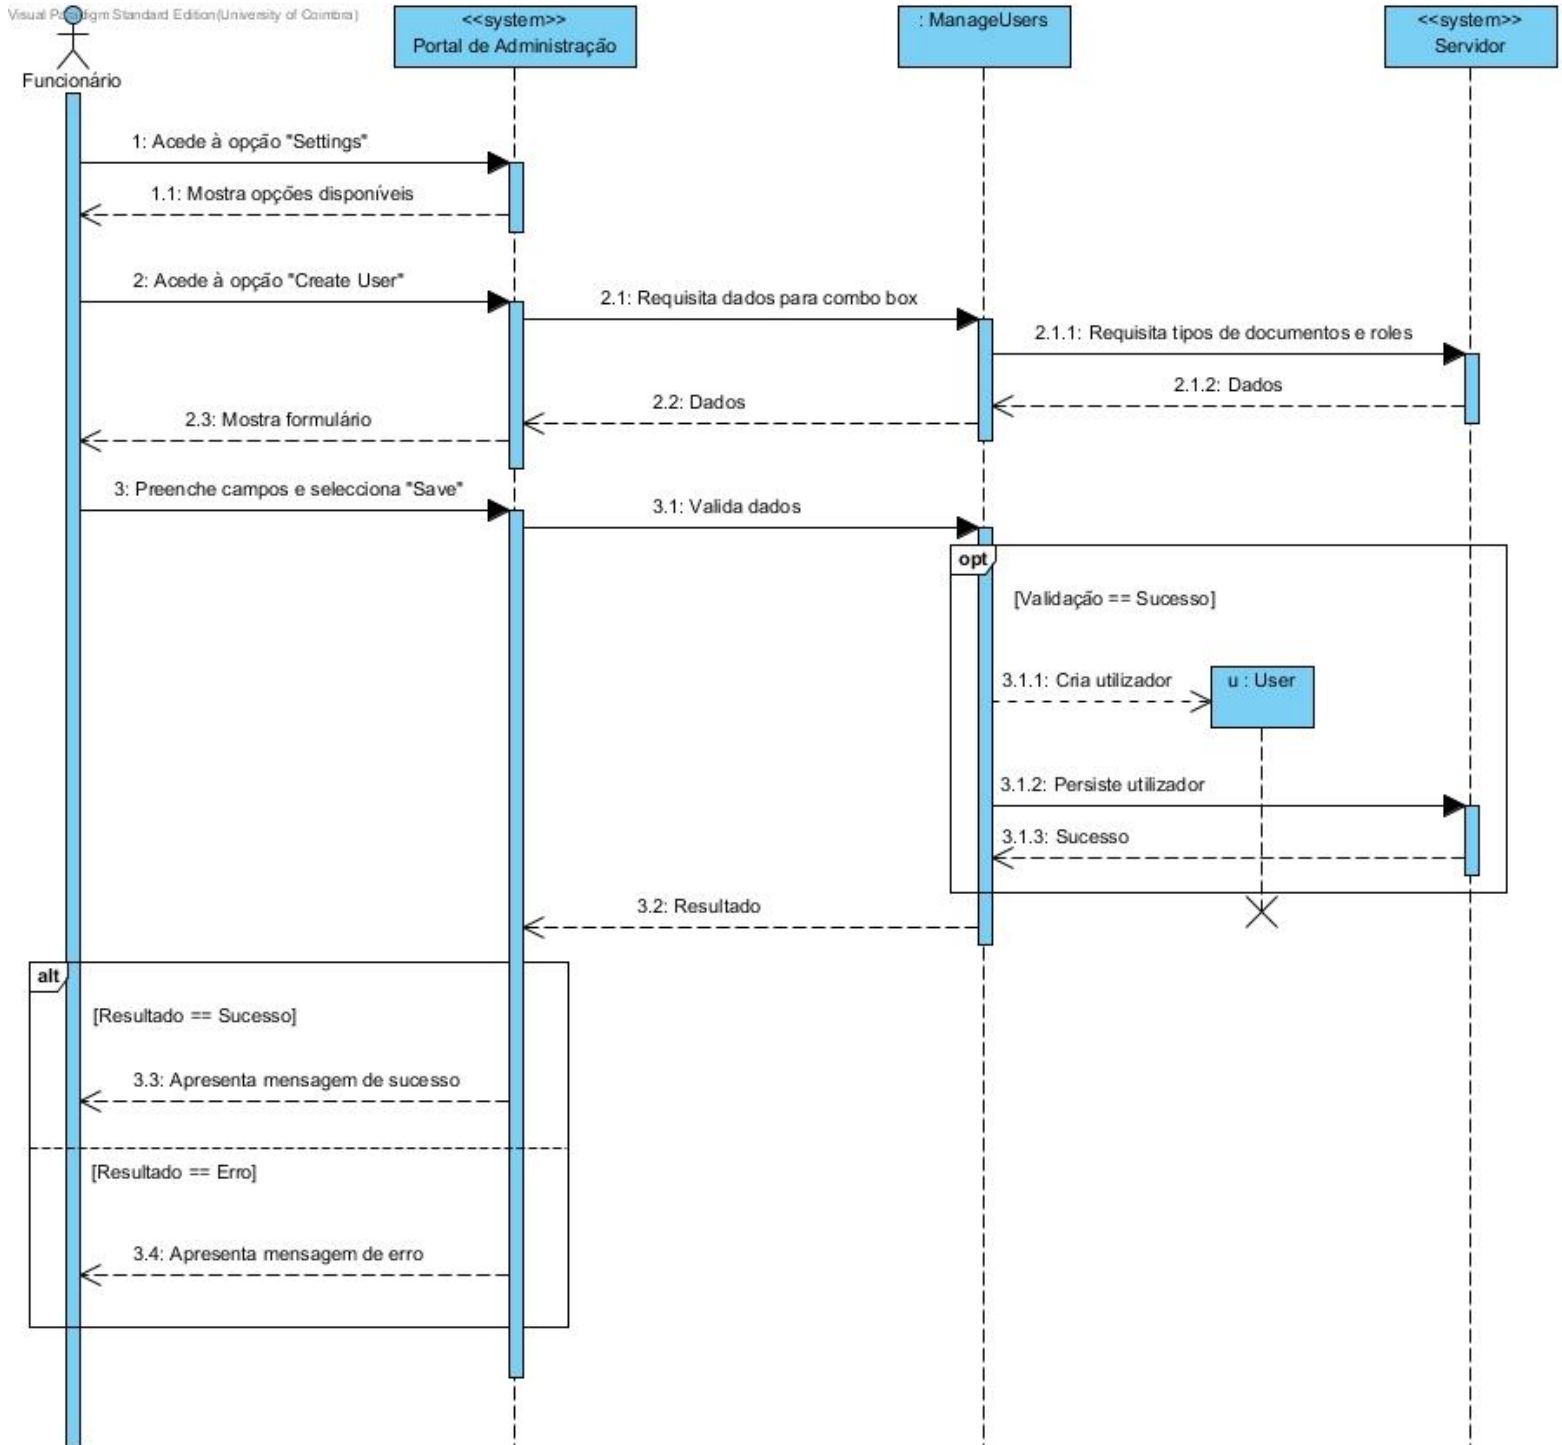 Visual Paradigm Standard Edition(University of Coimbra)
Funcionário
<<system>>
Portal de Administração
: ManageUsers
<<system>>
Servidor
1: Acede à opção "Settings"
1.1: Mostra opções disponíveis
2: Acede à opção "Create User"
2.1: Requisita dados para combo box
2.1.1: Requisita tipos de documentos e roles
2.1.2: Dados
2.2: Dados
2.3: Mostra formulário
3: Preenche campos e selecciona "Save"
3.1: Valida dados
opt
[Validação == Sucesso]
3.1.1: Cria utilizador
u : User
3.1.2: Persiste utilizador
3.1.3: Sucesso
3.2: Resultado
alt
[Resultado == Sucesso]
3.3: Apresenta mensagem de sucesso
[Resultado == Erro]
3.4: Apresenta mensagem de erro